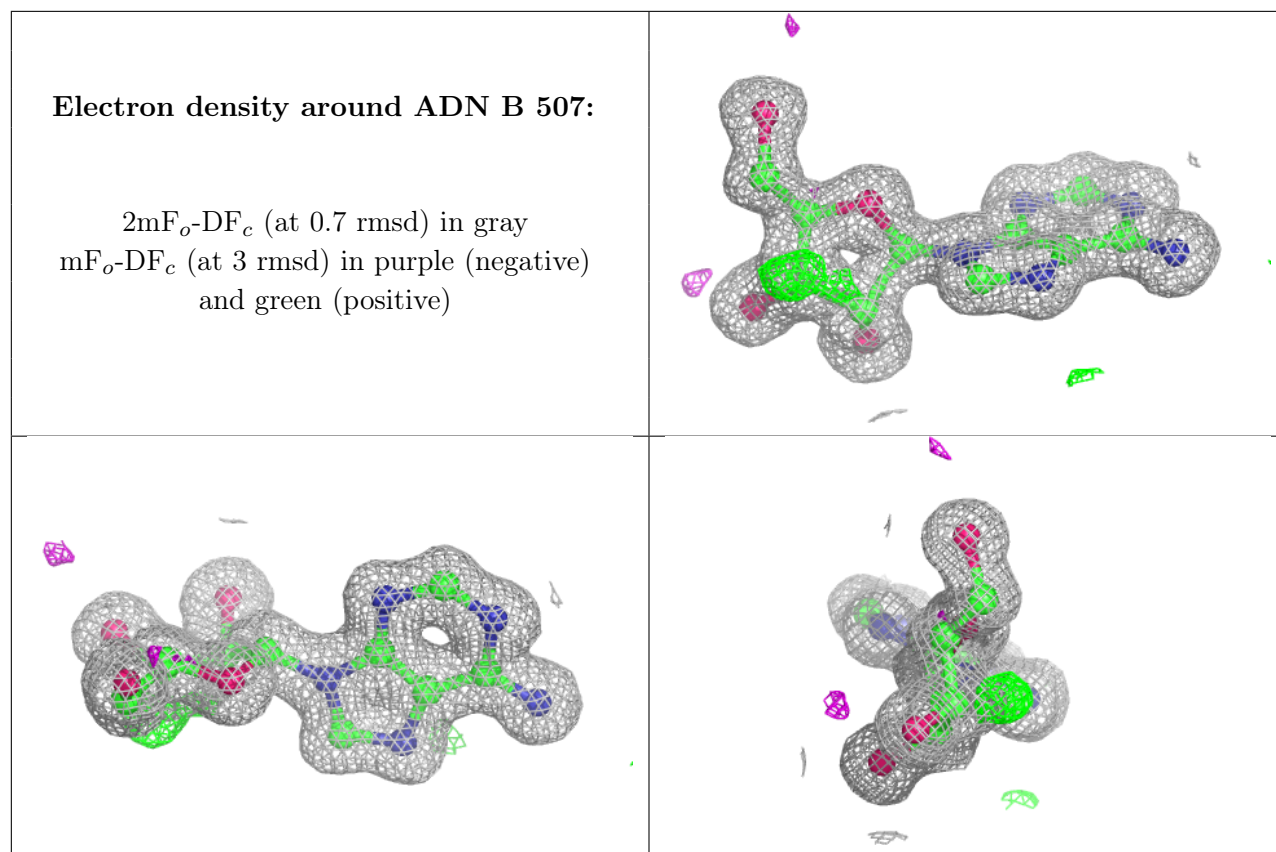 Electron density around ADN B 507:
2mFo-DFc (at 0.7 rmsd) in gray
mFo-DFc (at 3 rmsd) in purple (negative)
and green (positive)